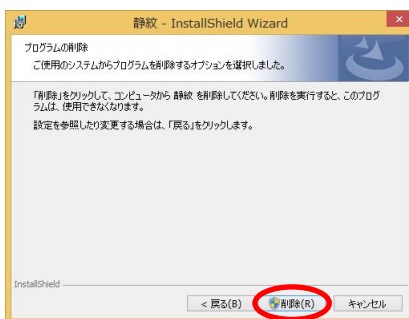 静紋 - InstallShield Wizard
プログラムの削除
ご使用のシステムからプログラムを削除するオプションを選択しました。
「削除」をクリックして、コンピュータから 静紋 を削除してください。削除を実行すると、このプログ
ラムは、使用できなくなります。
設定を参照したり変更する場合は、「戻る」をクリックします。
InstallShield
< 戻る(B)
削除(R)
キャンセル